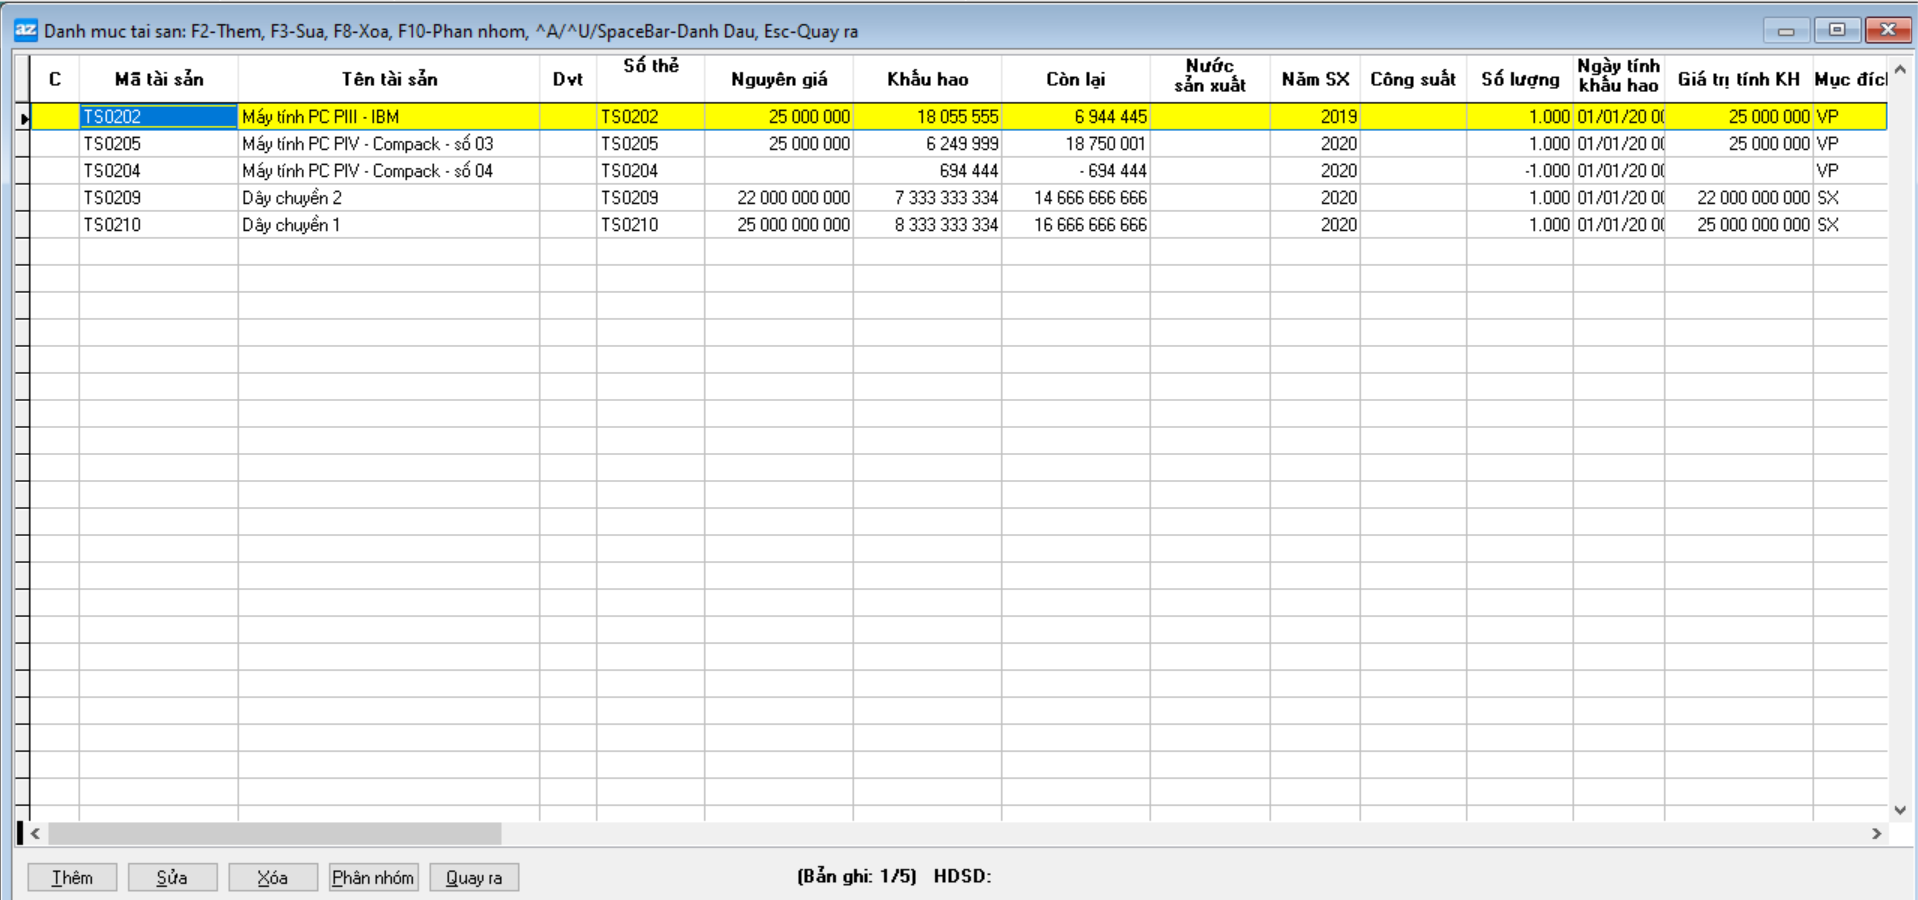 az Danh muc tai san: F2-Them, F3-Sua, F8-Xoa, F10-Phan nhom, ^A/^U/SpaceBar-Danh Dau, Esc-Quay ra
C Mã tài sản Tên tài sản Dvt Số thẻ Nguyên giá Khấu hao Còn lại Nước sản xuất Năm SX Công suất Số lượng Ngày tính khấu hao Giá trị tính KH Mục đícl
TS0202 Máy tính PC PIII - IBM TS0202 25 000 000 18 055 555 6 944 445 2019 1.000 01/01/20 00 25 000 000 VP
TS0205 Máy tính PC PIV - Compack - số 03 TS0205 25 000 000 6 249 999 18 750 001 2020 1.000 01/01/20 00 25 000 000 VP
TS0204 Máy tính PC PIV - Compack - số 04 TS0204 694 444 - 694 444 2020 -1.000 01/01/20 00 VP
TS0209 Dây chuyền 2 TS0209 22 000 000 000 7 333 333 334 14 666 666 666 2020 1.000 01/01/20 00 22 000 000 000 SX
TS0210 Dây chuyền 1 TS0210 25 000 000 000 8 333 333 334 16 666 666 666 2020 1.000 01/01/20 00 25 000 000 000 SX
Thêm Sửa Xóa Phân nhóm Quay ra (Bản ghi: 1/5) HDSD: